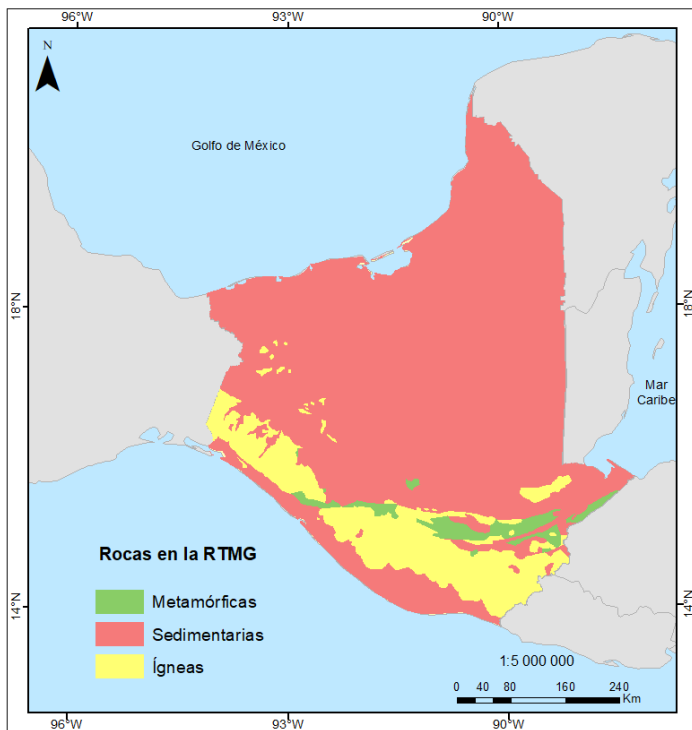 96°W 93°W 90°W
N
Golfo de México
18°N 18°N
Mar
Caribe
Rocas en la RTMG
Metamórficas
Sedimentarias
Ígneas
14°N 14°N
1:5 000 000
0 40 80 160 240
Km
96°W 93°W 90°W